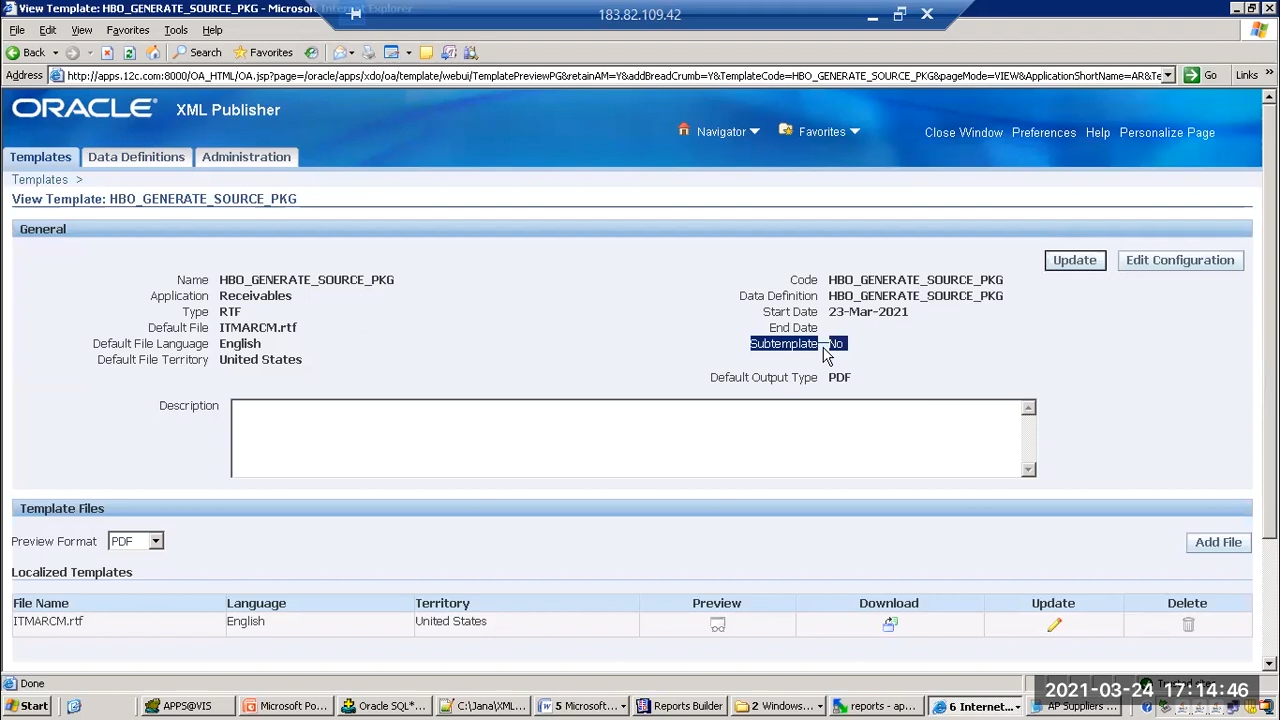 View Template: HBO_GENERATE_SOURCE_PKG - Microsoft Internet Explorer
183.82.109.42
File Edit View Favorites Tools Help
Back Search Favorites
Address http://apps.12c.com:8000/OA_HTML/OA.jsp?page=/oracle/apps/xdo/oa/template/webui/TemplatePreviewPG&retainAM=Y&addBreadCrumb=Y&TemplateCode=HBO_GENERATE_SOURCE_PKG&pageMode=VIEW&ApplicationShortName=AR&Te Go Links »
ORACLE® XML Publisher
Navigator Favorites Close Window Preferences Help Personalize Page
Templates Data Definitions Administration
Templates >
View Template: HBO_GENERATE_SOURCE_PKG
General
Update Edit Configuration
Name HBO_GENERATE_SOURCE_PKG Code HBO_GENERATE_SOURCE_PKG
Application Receivables Data Definition HBO_GENERATE_SOURCE_PKG
Type RTF Start Date 23-Mar-2021
Default File ITMARCM.rtf End Date
Default File Language English Subtemplate No
Default File Territory United States
Default Output Type PDF
Description
Template Files
Preview Format PDF Add File
Localized Templates
File Name Language Territory Preview Download Update Delete
ITMARCM.rtf English United States
Done
2021-03-24 17:14:46
Start APPS@VIS Microsoft Po... Oracle SQL*... C:\Java\XML... 5 Microsoft... Reports Builder 2 Windows... reports - ap... 6 Internet... AP Suppliers